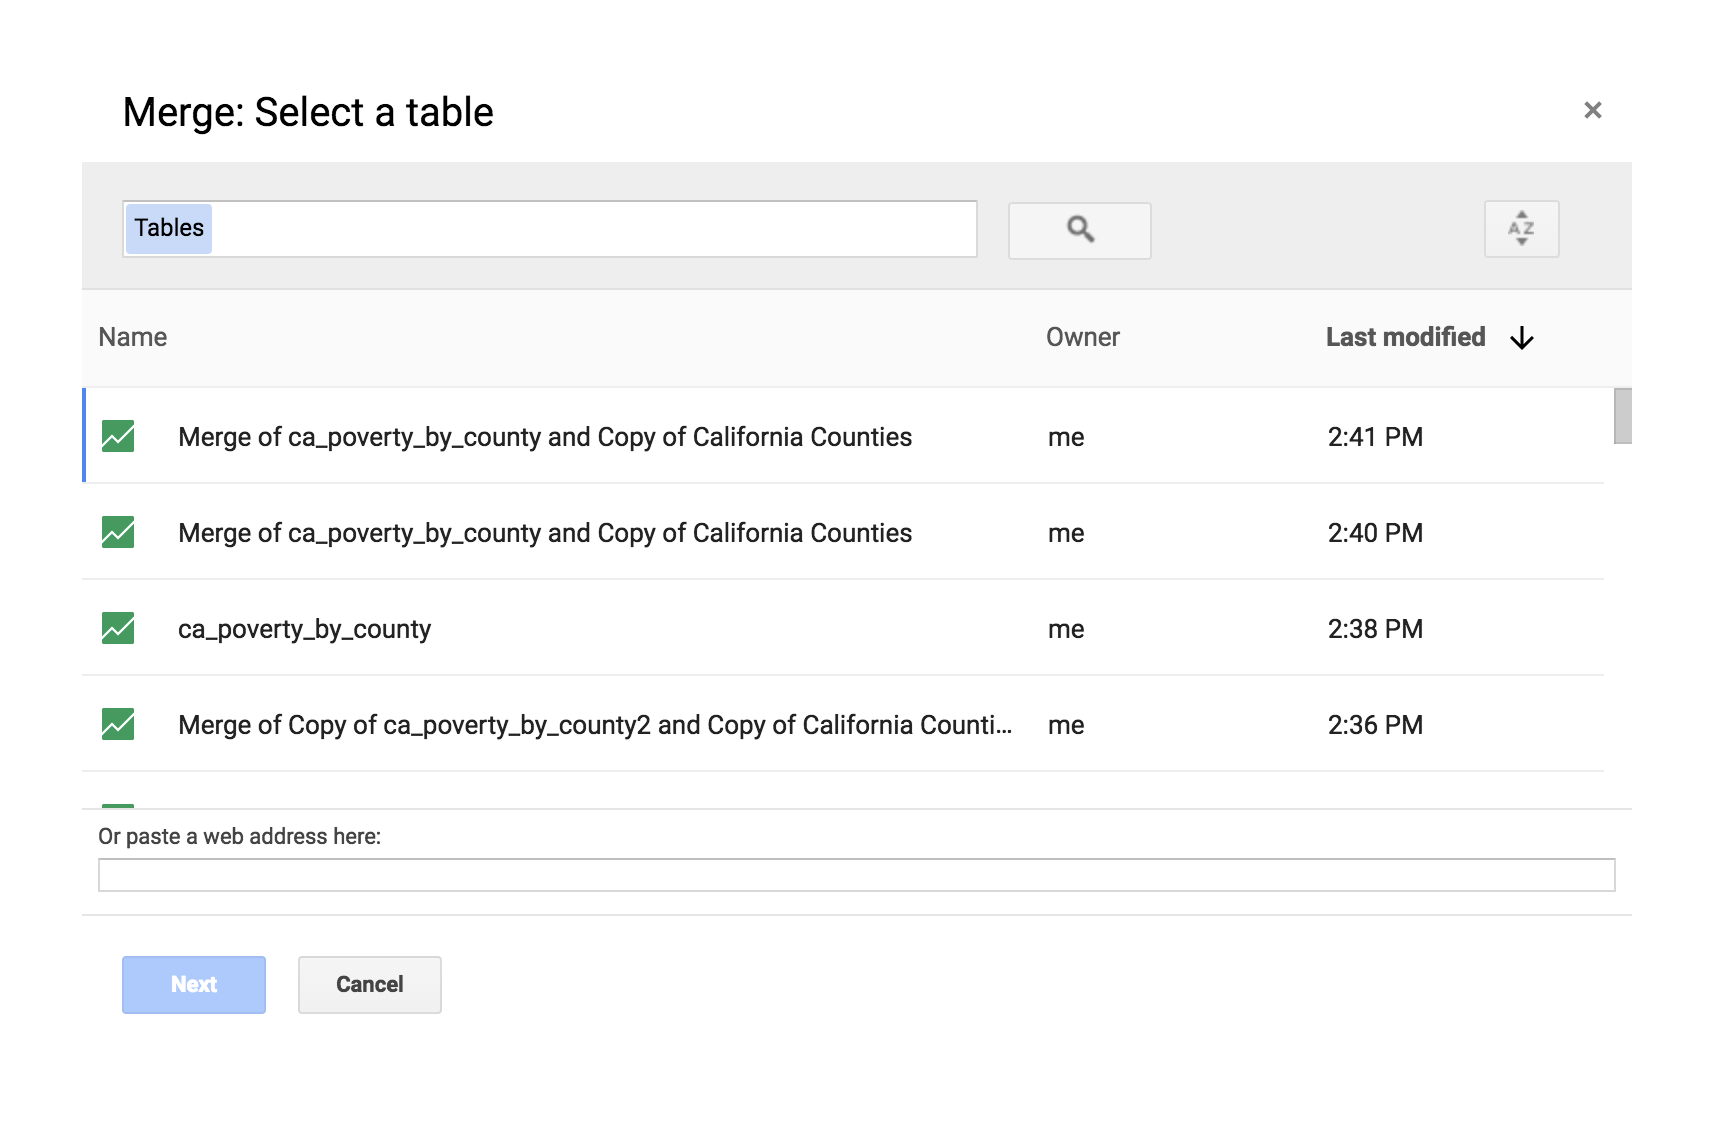 Merge: Select a table
×
Tables
AZ
Name Owner Last modified
Merge of ca_poverty_by_county and Copy of California Counties me 2:41 PM
Merge of ca_poverty_by_county and Copy of California Counties me 2:40 PM
ca_poverty_by_county me 2:38 PM
Merge of Copy of ca_poverty_by_county2 and Copy of California Counti... me 2:36 PM
Or paste a web address here:
Next Cancel